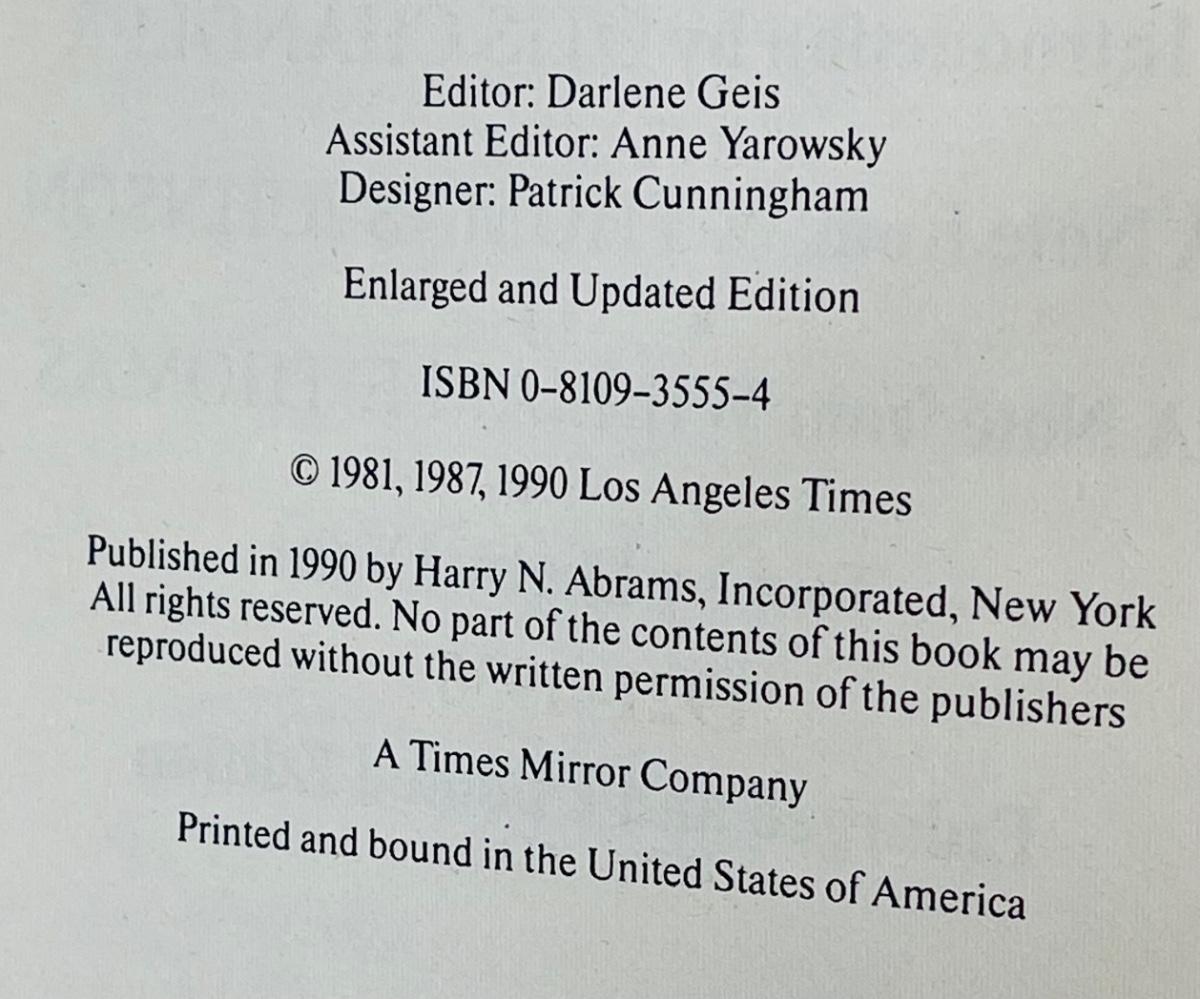 Editor: Darlene Geis
Assistant Editor: Anne Yarowsky
Designer: Patrick Cunningham
Enlarged and Updated Edition
ISBN 0–8109–3555–4
© 1981, 1987, 1990 Los Angeles Times
Published in 1990 by Harry N. Abrams, Incorporated, New York
All rights reserved. No part of the contents of this book may be
reproduced without the written permission of the publishers
A Times Mirror Company
Printed and bound in the United States of America